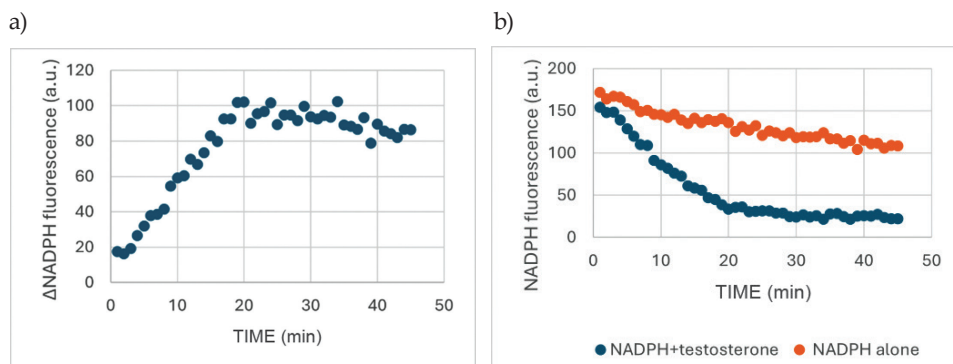 a)
b)
120
100
80
60
40
20
0
0 10 20 30 40 50
ΔNADPH fluorescence (a.u.)
TIME (min)
200
150
100
50
0
0 10 20 30 40 50
NADPH fluorescence (a.u.)
TIME (min)
NADPH+testosterone NADPH alone